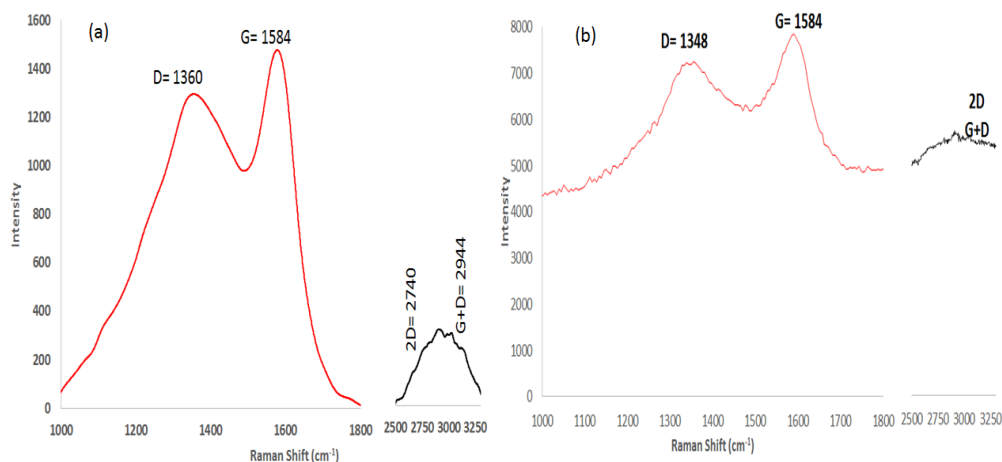 (a)
1600
1400
1200
1000
800
600
400
200
0
Intensity
D= 1360
G= 1584
2D= 2740
G+D= 2944
1000 1200 1400 1600 1800
2500 2750 3000 3250
Raman Shift (cm-1)
(b)
8000
7000
6000
5000
4000
3000
2000
1000
0
Intensity
D= 1348
G= 1584
2D
G+D
1000 1100 1200 1300 1400 1500 1600 1700 1800
2500 2750 3000 3250
Raman Shift (cm-1)